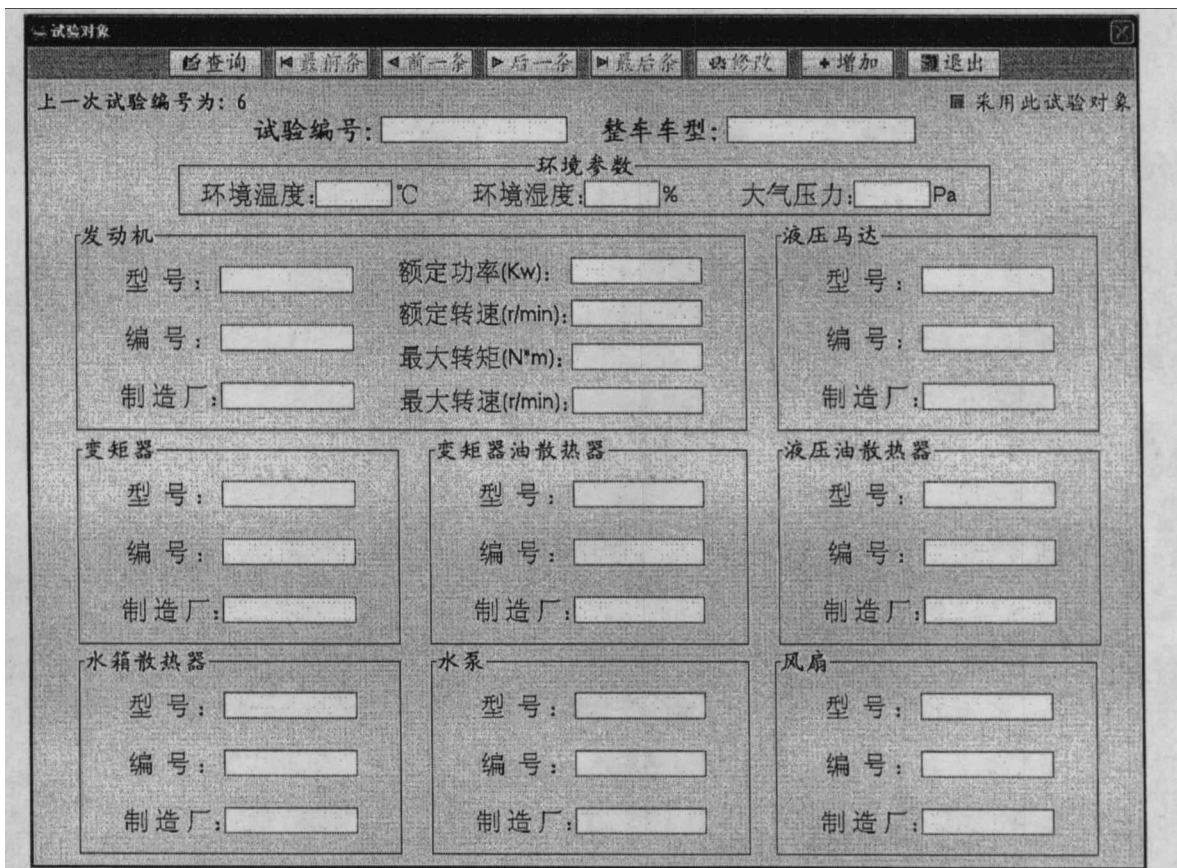 试验对象
查询 最前条 前一条 后一条 最后条 修改 增加 退出
上一次试验编号为: 6 采用此试验对象
试验编号: 整车车型:
环境参数
环境温度: ℃ 环境湿度: % 大气压力: Pa
发动机 液压马达
型 号: 额定功率(Kw): 型 号:
额定转速(r/min):
编 号: 编 号:
最大转矩(N*m):
制造厂: 最大转速(r/min): 制造厂:
变矩器 变矩器油散热器 液压油散热器
型 号: 型 号: 型 号:
编 号: 编 号: 编 号:
制造厂: 制造厂: 制造厂:
水箱散热器 水泵 风扇
型 号: 型 号: 型 号:
编 号: 编 号: 编 号:
制造厂: 制造厂: 制造厂: